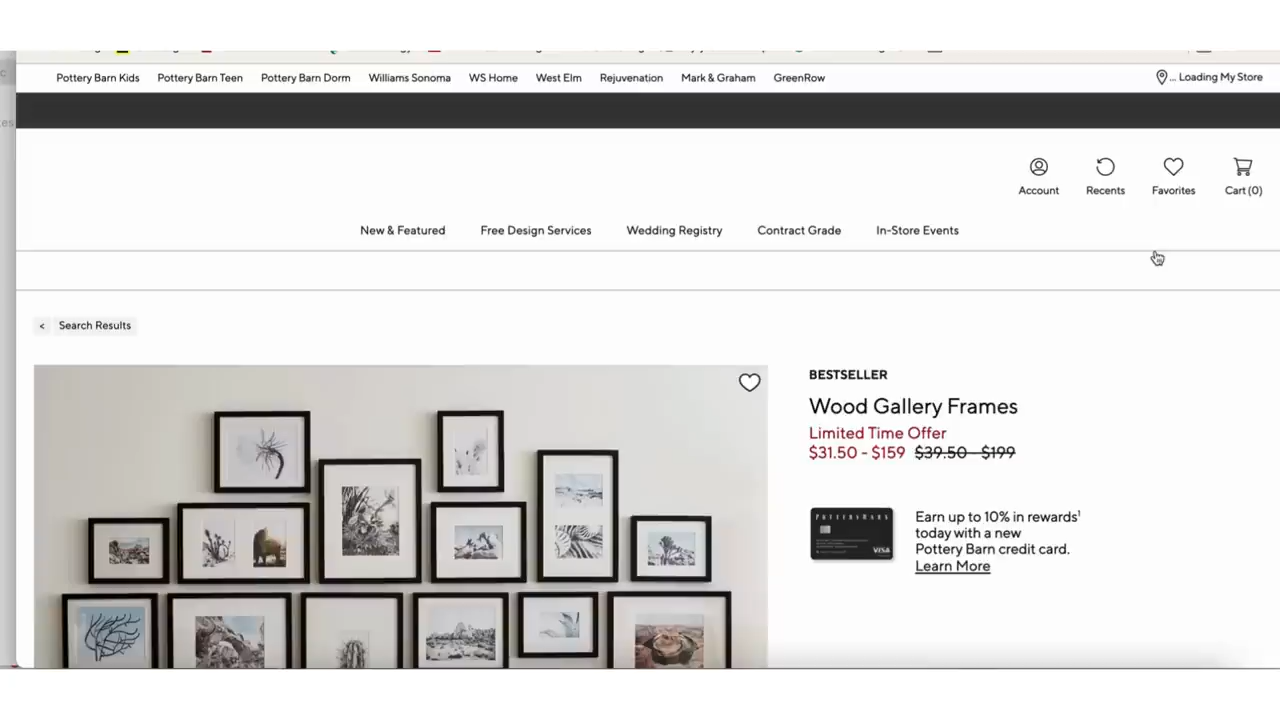 Pottery Barn Kids Pottery Barn Teen Pottery Barn Dorm Williams Sonoma WS Home West Elm Rejuvenation Mark & Graham GreenRow ... Loading My Store
Account Recents Favorites Cart (0)
New & Featured Free Design Services Wedding Registry Contract Grade In-Store Events
< Search Results
BESTSELLER
Wood Gallery Frames
Limited Time Offer
$31.50 - $159 $39.50 - $199
POTTERY BARN
VISA
Earn up to 10% in rewards¹
today with a new
Pottery Barn credit card.
Learn More